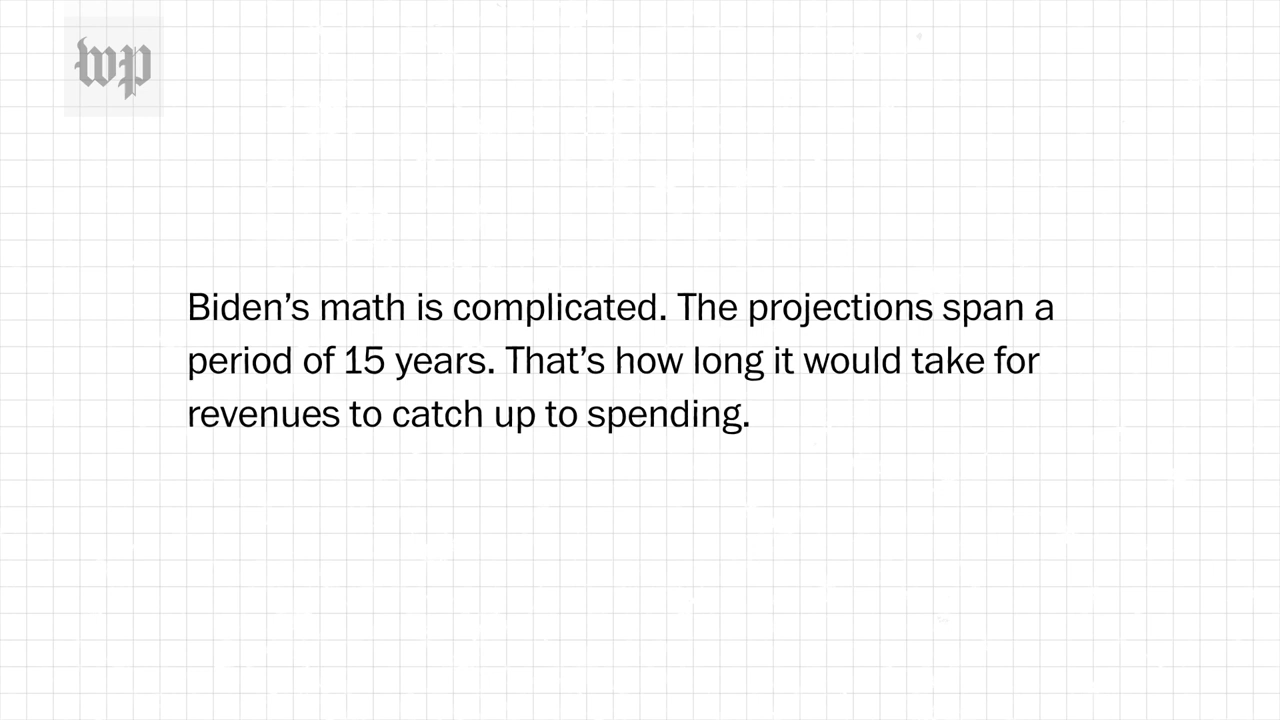 wp
Biden’s math is complicated. The projections span a
period of 15 years. That’s how long it would take for
revenues to catch up to spending.